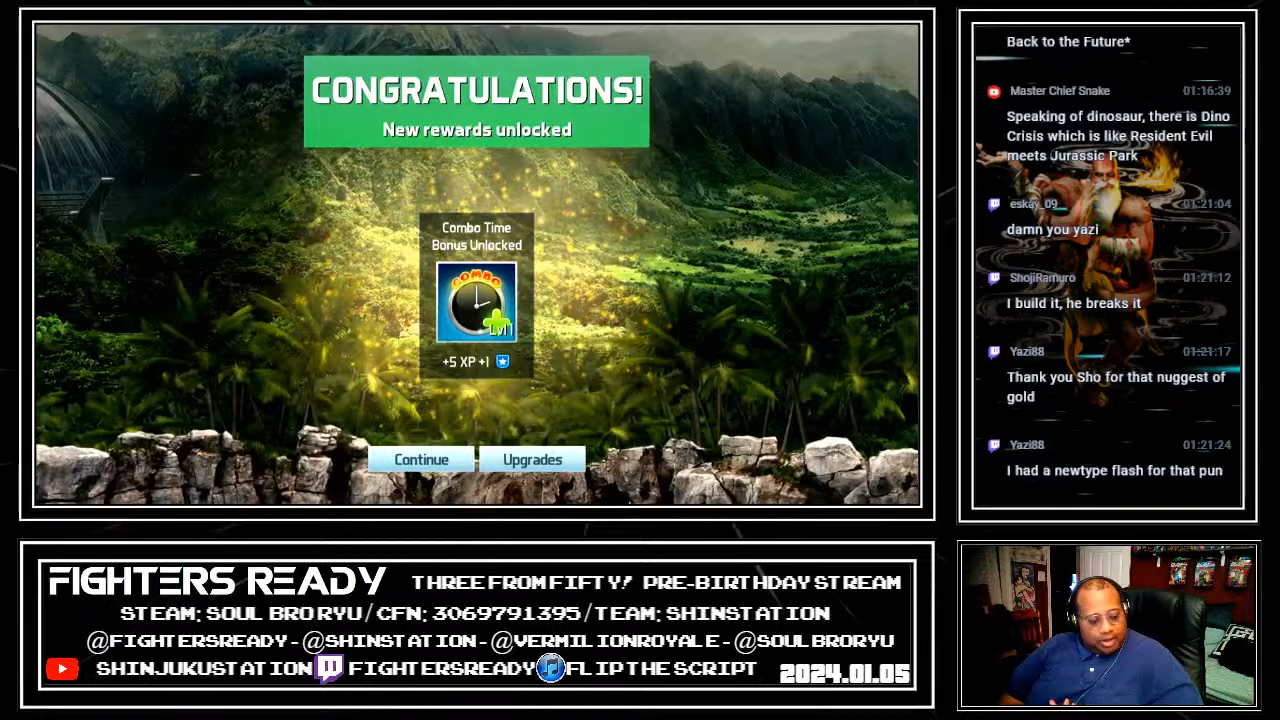 CONGRATULATIONS!
New rewards unlocked
Combo Time
Bonus Unlocked
COMBO
Lvl 1
+5 XP +1
Continue
Upgrades
Back to the Future*
Master Chief Snake 01:16:39
Speaking of dinosaur, there is Dino
Crisis which is like Resident Evil
meets Jurassic Park
eskay_09 01:21:04
damn you yazi
ShojiRamuro 01:21:12
I build it, he breaks it
Yazi88 01:21:17
Thank you Sho for that nuggest of
gold
Yazi88 01:21:24
I had a newtype flash for that pun
FIGHTERS READY THREE FROM FIFTY! PRE-BIRTHDAY STREAM
STEAM: SOUL BRO RYU / CFN: 3069791395 / TEAM: SHINSTATION
@FIGHTERSREADY - @SHINSTATION - @VERMILIONROYALE - @SOULBRORYU
SHINJUKUSTATION FIGHTERSREADY FLIP THE SCRIPT 2024.01.05